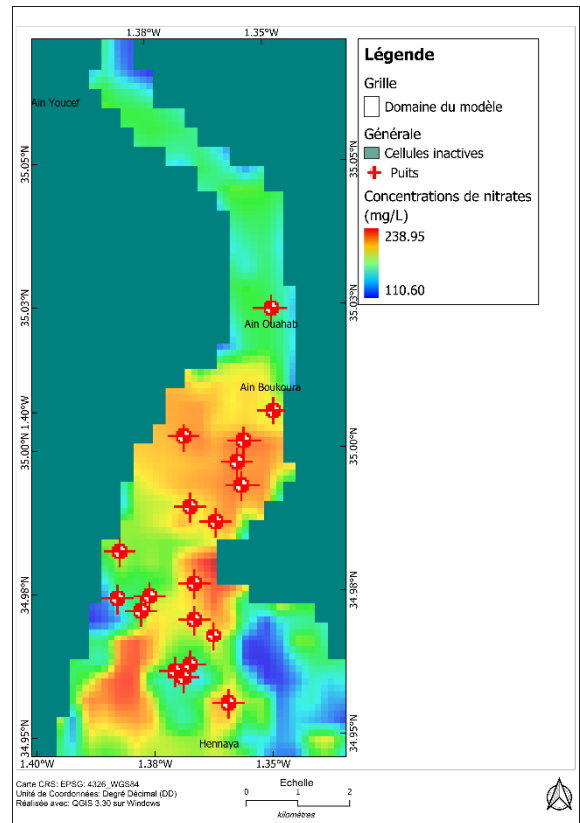 1.38°W
1.35°W
Légende
Grille
Domaine du modèle
Générale
Cellules inactives
Puits
Concentrations de nitrates
(mg/L)
238.95
110.60
Ain Youcef
35.05°N
35.05°N
35.03°N
35.03°N
Ain Ouahab
Ain Boukoura
1.40°W
35.00°N
35.00°N
34.98°N
34.98°N
34.95°N
34.95°N
Hennaya
1.40°W
1.38°W
1.35°W
Carte CRS: EPSG: 4326_WGS84
Unité de Coordonnées: Degré Décimal (DD)
Réalisée avec: QGIS 3.30 sur Windows
Echelle
0 1 2
kilomètres